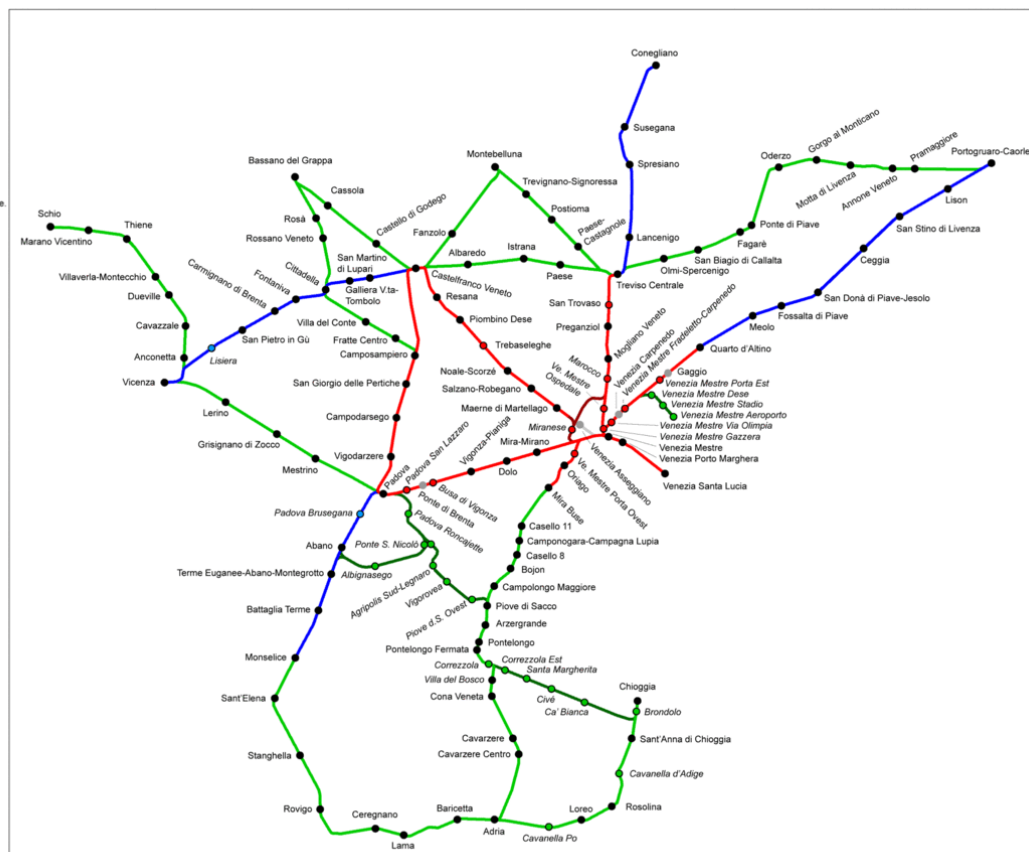 e.
Conegliano
Susegana
Spresiano
Lancenigo
Treviso Centrale
Montebelluna
Trevignano-Signoressa
Postioma
Paese-
Castagnole
Fanzolo
Albaredo
Istrana
Paese
Bassano del Grappa
Cassola
Castello di Godego
Rosà
Rossano Veneto
Cittadella
San Martino
di Lupari
Galliera V.ta-
Tombolo
Castelfranco Veneto
Schio
Marano Vicentino
Thiene
Villaverla-Montecchio
Dueville
Cavazzale
Anconetta
Vicenza
Carmignano di Brenta
Fontaniva
San Pietro in Gù
Lisiera
Lerino
Grisignano di Zocco
Mestrino
Villa del Conte
Fratte Centro
Camposampiero
San Giorgio delle Pertiche
Campodarsego
Vigodarzere
Padova
Resana
Piombino Dese
Trebaseleghe
Noale-Scorzè
Salzano-Robegano
Maerne di Martellago
Miranese
Oderzo
Gorgo al Monticano
Motta di Livenza
Annone Veneto
Pramaggiore
Portogruaro-Caorle
Ponte di Piave
Fagarè
San Biagio di Callalta
Olmi-Spercenigo
Lison
San Stino di Livenza
Ceggia
San Donà di Piave-Jesolo
Fossalta di Piave
Meolo
Quarto d'Altino
San Trovaso
Preganziol
Mogliano Veneto
Marocco
Ve. Mestre
Ospedale
Venezia Carpenedo
Venezia Mestre Fradeletto-Carpenedo
Gaggio
Venezia Mestre Porta Est
Venezia Mestre Dese
Venezia Mestre Stadio
Venezia Mestre Aeroporto
Venezia Mestre Via Olimpia
Venezia Mestre Gazzera
Venezia Mestre
Venezia Porto Marghera
Venezia Santa Lucia
Venezia Asseggiano
Ve. Mestre Porta Ovest
Oriago
Mira Buse
Padova San Lazzaro
Busa di Vigonza
Ponte di Brenta
Vigonza-Pianiga
Dolo
Mira-Mirano
Padova Roncajette
Ponte S. Nicolò
Padova Brusegana
Abano
Albignasego
Terme Euganee-Abano-Montegrotto
Battaglia Terme
Monselice
Agripolis Sud-Legnaro
Vigorovea
Piove d.S. Ovest
Casello 11
Camponogara-Campagna Lupia
Casello 8
Bojon
Campolongo Maggiore
Piove di Sacco
Arzergrande
Pontelongo
Pontelongo Fermata
Correzzola
Correzzola Est
Santa Margherita
Civé
Ca' Bianca
Villa del Bosco
Cona Veneta
Cavarzere
Cavarzere Centro
Chioggia
Brondolo
Sant'Anna di Chioggia
Cavanella d'Adige
Rosolina
Loreo
Cavanella Po
Adria
Baricetta
Lama
Ceregnano
Rovigo
Stanghella
Sant'Elena